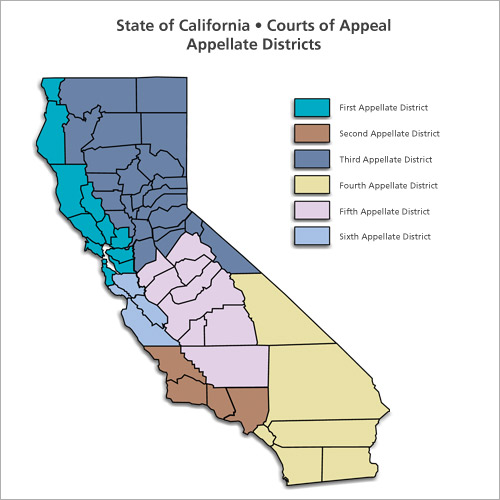 State of California • Courts of Appeal
Appellate Districts
First Appellate District
Second Appellate District
Third Appellate District
Fourth Appellate District
Fifth Appellate District
Sixth Appellate District